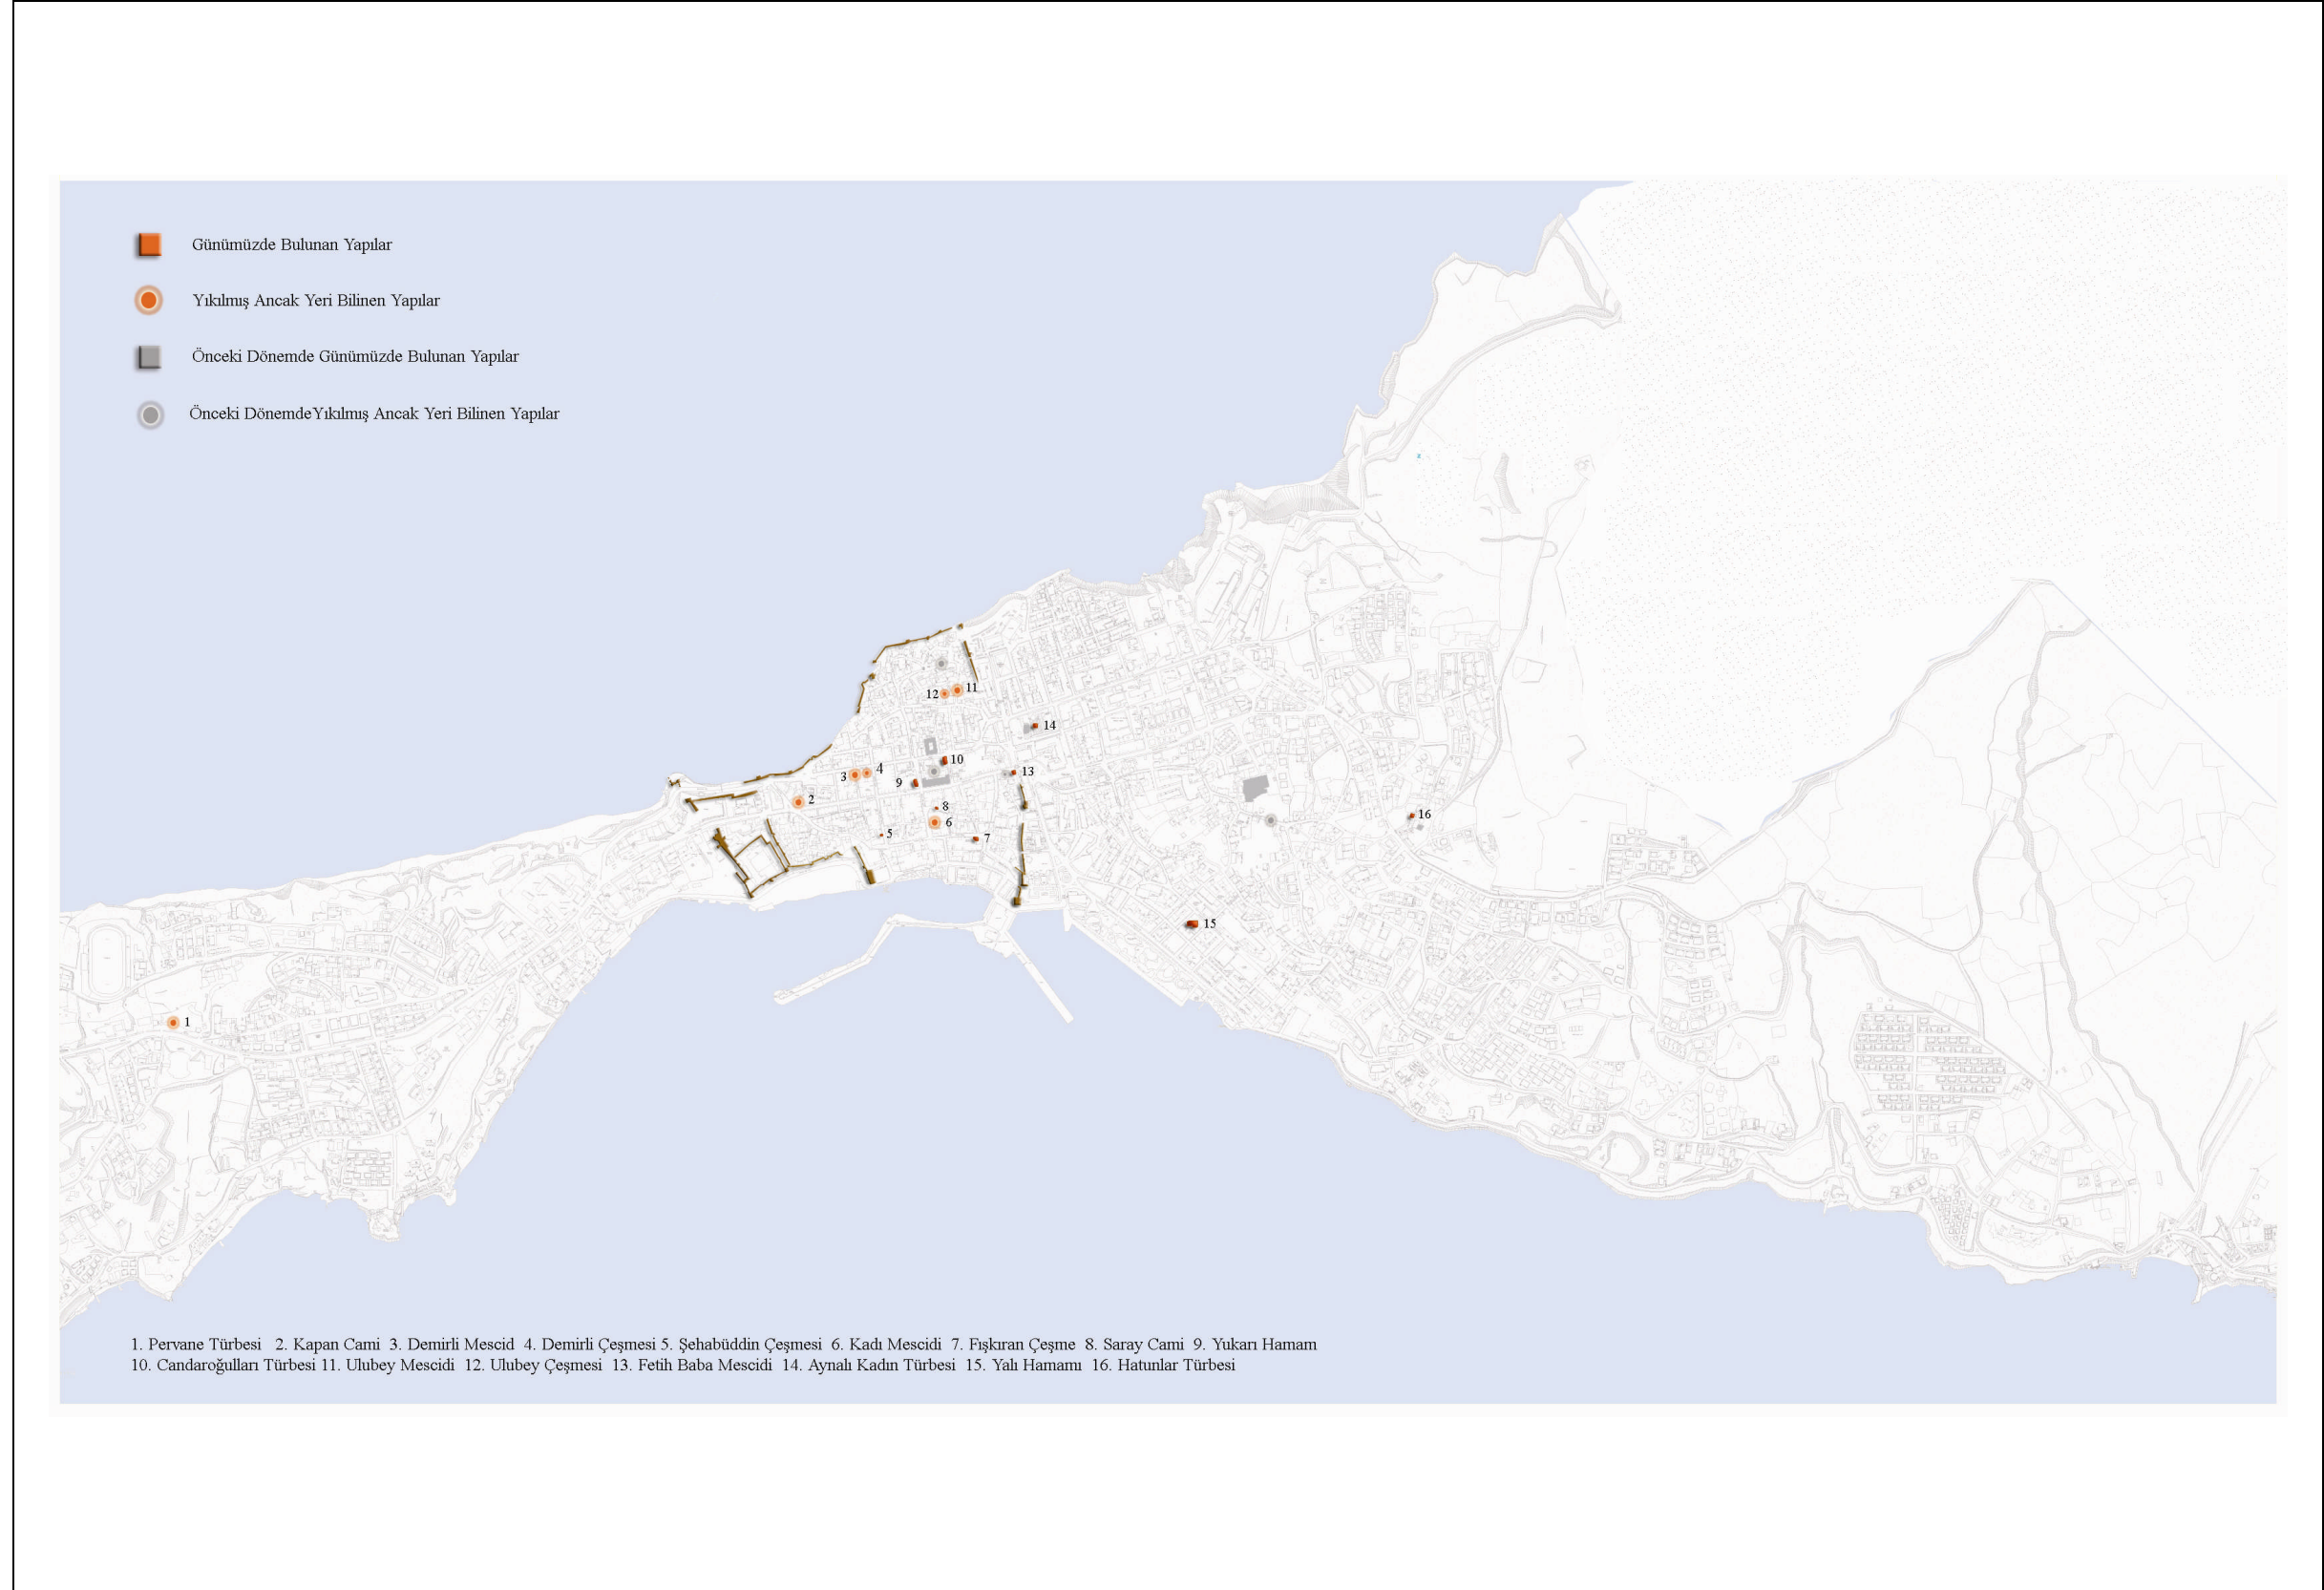 Günümüzde Bulunan Yapılar
Yıkılmış Ancak Yeri Bilinen Yapılar
Önceki Dönemde Günümüzde Bulunan Yapılar
Önceki DönemdeYıkılmış Ancak Yeri Bilinen Yapılar
11
12
14
10
4
3
13
9
2
8
16
6
5
7
15
1
1. Pervane Türbesi 2. Kapan Cami 3. Demirli Mescid 4. Demirli Çeşmesi 5. Şehabüddin Çeşmesi 6. Kadı Mescidi 7. Fışkıran Çeşme 8. Saray Cami 9. Yukarı Hamam
10. Candaroğulları Türbesi 11. Ulubey Mescidi 12. Ulubey Çeşmesi 13. Fetih Baba Mescidi 14. Aynalı Kadın Türbesi 15. Yalı Hamamı 16. Hatunlar Türbesi